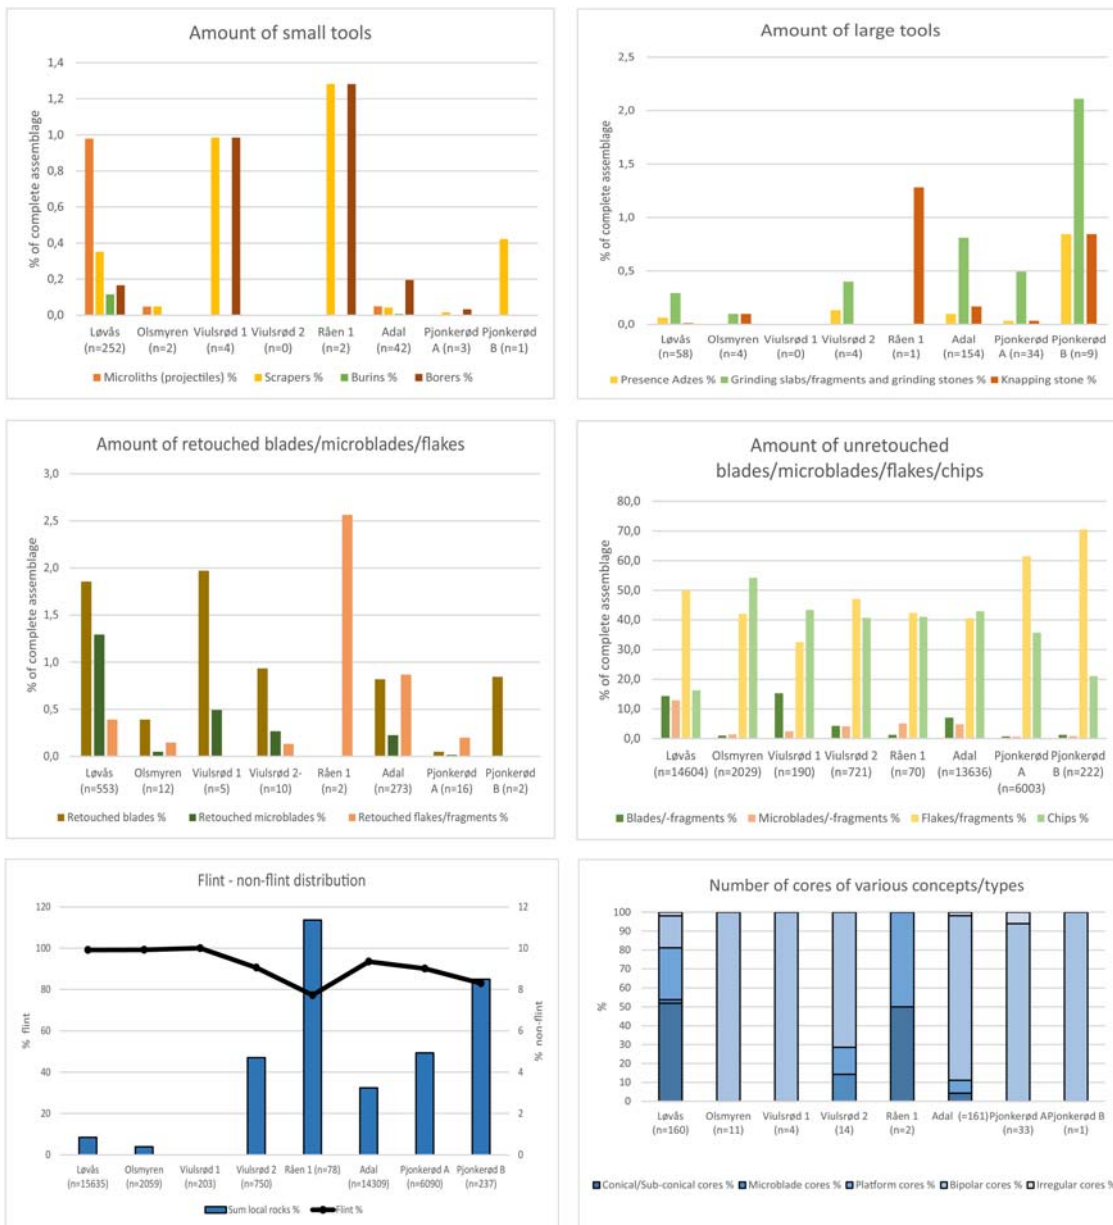 Amount of small tools
% of complete assemblage
1,4
1,2
1,0
0,8
0,6
0,4
0,2
0,0
Løvås Olsmyren Viulsrød 1 Viulsrød 2 Råen 1 Adal Pjonkerød Pjonkerød
(n=252) (n=2) (n=4) (n=0) (n=2) (n=42) A (n=3) B (n=1)
Microliths (projectiles) % Scrapers % Burins % Borers %
Amount of large tools
% of complete assemblage
2,5
2,0
1,5
1,0
0,5
0,0
Løvås Olsmyren Viulsrød 1 Viulsrød 2 Råen 1 Adal Pjonkerød Pjonkerød
(n=58) (n=4) (n=0) (n=4) (n=1) (n=154) A (n=34) B (n=9)
Presence Adzes % Grinding slabs/fragments and grinding stones % Knapping stone %
Amount of retouched blades/microblades/flakes
% of complete assemblage
3,0
2,5
2,0
1,5
1,0
0,5
0,0
Løvås Olsmyren Viulsrød 1 Viulsrød 2- Råen 1 Adal Pjonkerød Pjonkerød
(n=553) (n=12) (n=5) (n=10) (n=2) (n=273) A (n=16) B (n=2)
Retouched blades % Retouched microblades % Retouched flakes/fragments %
Amount of unretouched
blades/microblades/flakes/chips
% of complete assemblage
80,0
70,0
60,0
50,0
40,0
30,0
20,0
10,0
0,0
Løvås Olsmyren Viulsrød 1 Viulsrød 2 Råen 1 Adal Pjonkerød Pjonkerød
(n=14604) (n=2029) (n=190) (n=721) (n=70) (n=13636) A B (n=222)
(n=6003)
Blades/-fragments % Microblades/-fragments % Flakes/fragments % Chips %
Flint - non-flint distribution
% flint
120
100
80
60
40
20
0
% non-flint
12
10
8
6
4
2
0
Løvås Olsmyren Viulsrød 1 Viulsrød 2 Råen 1 (n=78) Adal Pjonkerød A Pjonkerød B
(n=15635) (n=2059) (n=203) (n=750) (n=14309) (n=6090) (n=237)
Sum local rocks % Flint %
Number of cores of various concepts/types
%
100
90
80
70
60
50
40
30
20
10
0
Løvås Olsmyren Viulsrød 1 Viulsrød 2 Råen 1 Adal (=161) Pjonkerød A Pjonkerød B
(n=160) (n=11) (n=4) (14) (n=2) (n=33) (n=1)
Conical/Sub-conical cores % Microblade cores % Platform cores % Bipolar cores % Irregular cores %